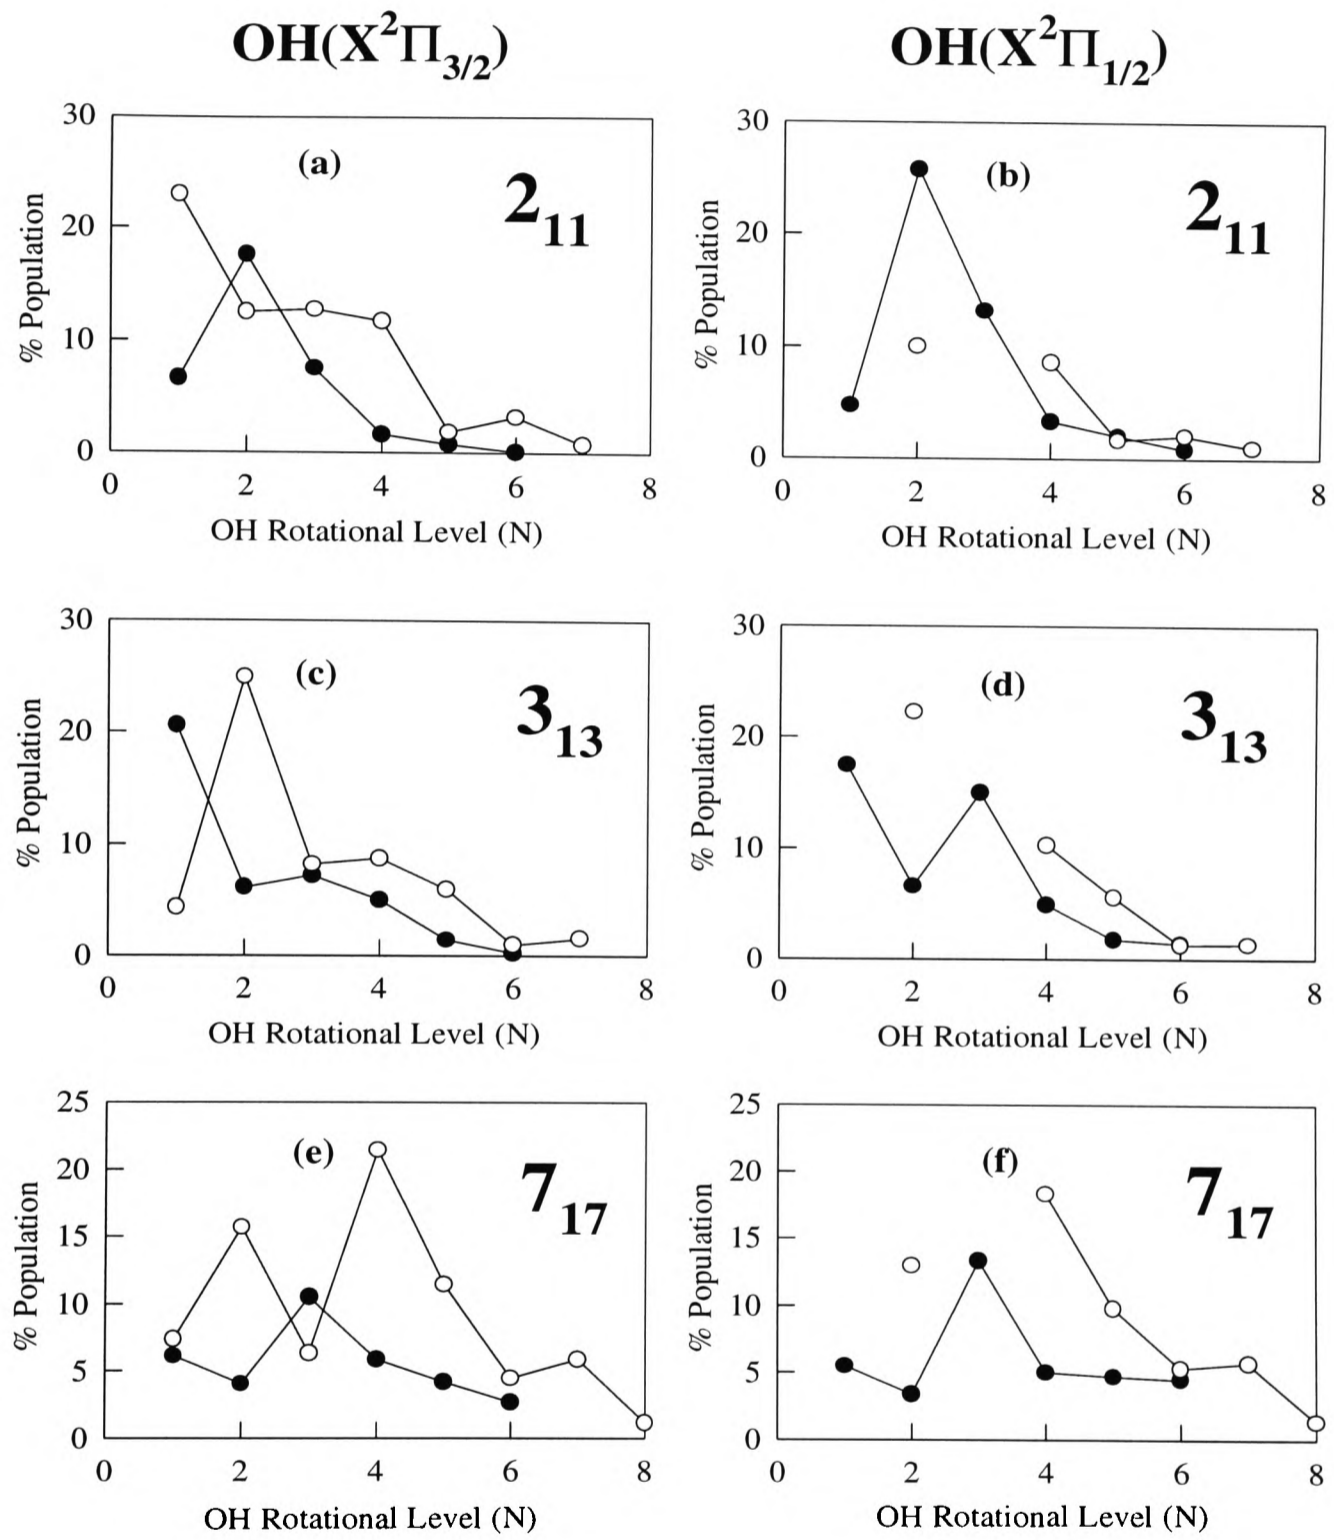 OH(X²Π₃/₂)
OH(X²Π₁/₂)
30
20
10
0
% Population
(a)
2₁₁
0 2 4 6 8
OH Rotational Level (N)
30
20
10
0
% Population
(b)
2₁₁
0 2 4 6 8
OH Rotational Level (N)
30
20
10
0
% Population
(c)
3₁₃
0 2 4 6 8
OH Rotational Level (N)
30
20
10
0
% Population
(d)
3₁₃
0 2 4 6 8
OH Rotational Level (N)
25
20
15
10
5
0
% Population
(e)
7₁₇
0 2 4 6 8
OH Rotational Level (N)
25
20
15
10
5
0
% Population
(f)
7₁₇
0 2 4 6 8
OH Rotational Level (N)